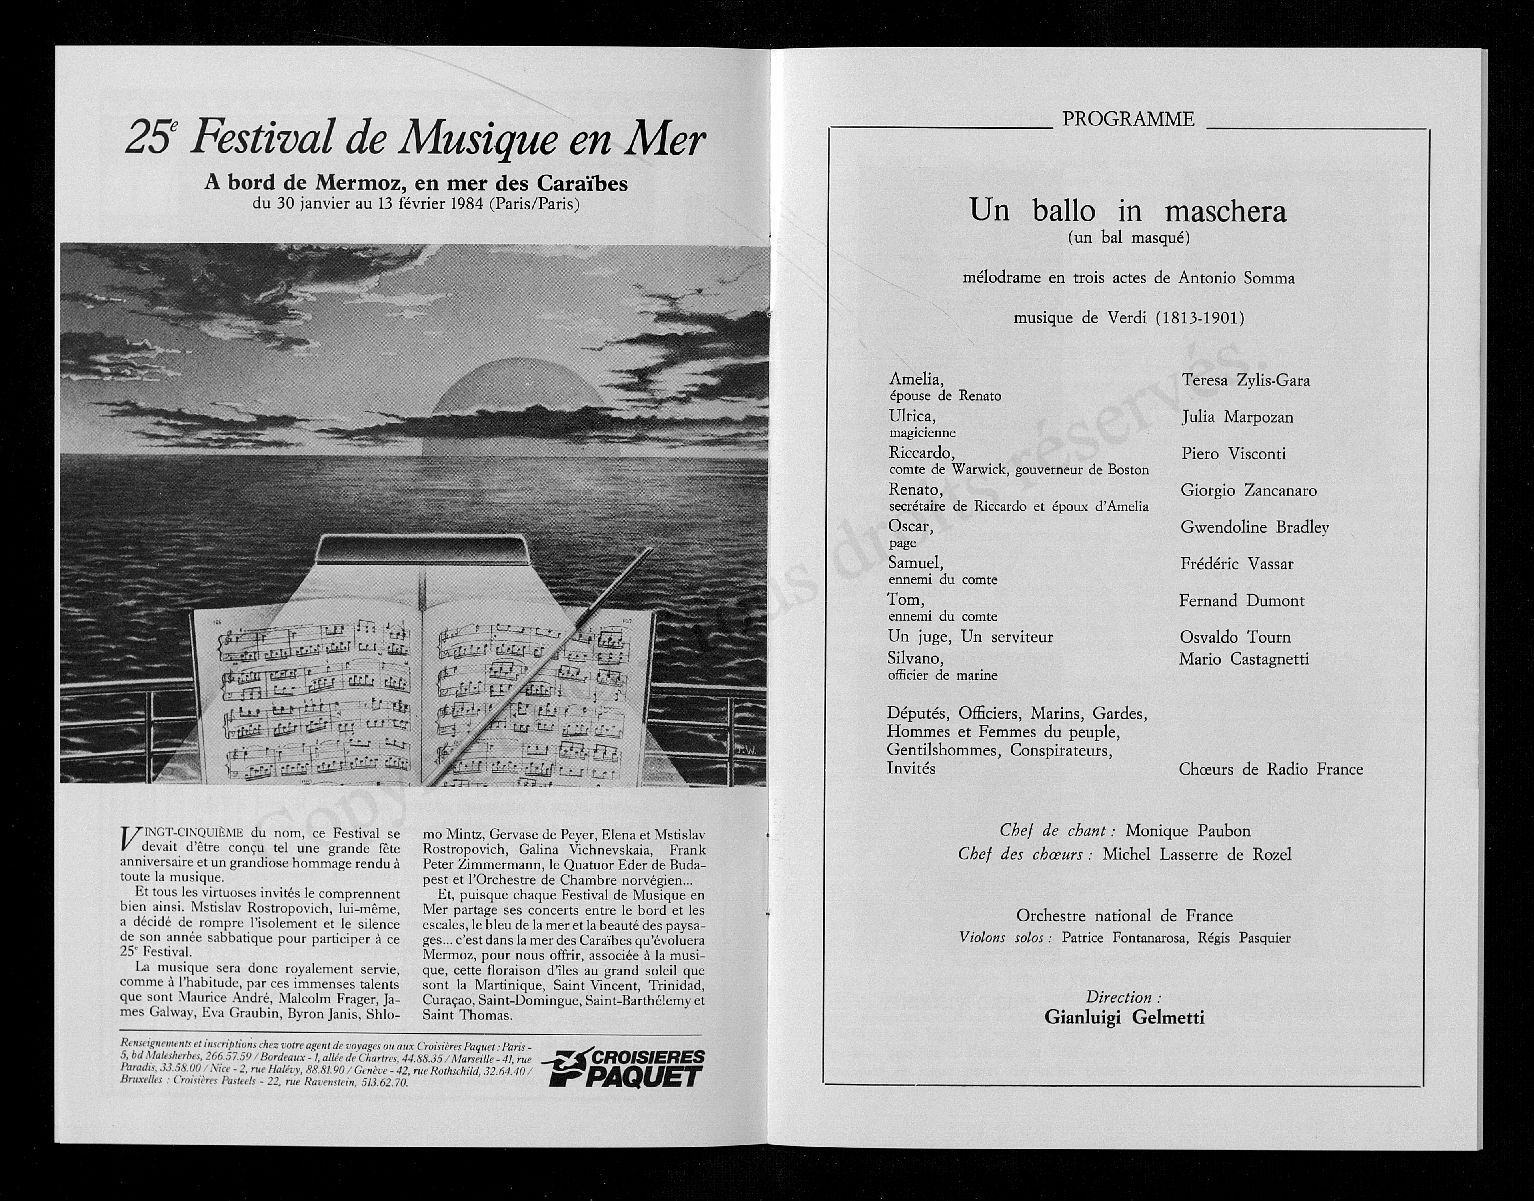 25e Festival de Musique en Mer
A bord de Mermoz, en mer des Caraïbes
du 30 janvier au 13 février 1984 (Paris/Paris)
VINGT-CINQUIÈME du nom, ce Festival se
devait d'être conçu tel une grande fête
anniversaire et un grandiose hommage rendu à
toute la musique.
Et tous les virtuoses invités le comprennent
bien ainsi. Mstislav Rostropovich, lui-même,
a décidé de rompre l'isolement et le silence
de son année sabbatique pour participer à ce
25e Festival.
La musique sera donc royalement servie,
comme à l'habitude, par ces immenses talents
que sont Maurice André, Malcolm Frager, Ja-
mes Galway, Eva Graubin, Byron Janis, Shlo-
mo Mintz, Gervase de Peyer, Elena et Mstislav
Rostropovich, Galina Vichnevskaia, Frank
Peter Zimmermann, le Quatuor Eder de Buda-
pest et l'Orchestre de Chambre norvégien...
Et, puisque chaque Festival de Musique en
Mer partage ses concerts entre le bord et les
escales, le bleu de la mer et la beauté des paysa-
ges... c'est dans la mer des Caraïbes qu'évoluera
Mermoz, pour nous offrir, associée à la musi-
que, cette floraison d'îles au grand soleil que
sont la Martinique, Saint Vincent, Trinidad,
Curaçao, Saint-Domingue, Saint-Barthélemy et
Saint Thomas.
Renseignements et inscriptions chez votre agent de voyages ou aux Croisières Paquet : Paris -
5, bd Malesherbes, 266.57.59 / Bordeaux - 1, allée de Chartres, 44.88.35 / Marseille - 41, rue
Paradis, 33.58.00 / Nice - 2, rue Halévy, 88.81.90 / Genève - 42, rue Rothschild, 32.64.40 /
Bruxelles : Croisières Pasteels - 22, rue Ravenstein, 513.62.70.
CROISIERES
PAQUET
PROGRAMME
Un ballo in maschera
(un bal masqué)
mélodrame en trois actes de Antonio Somma
musique de Verdi (1813-1901)
Amelia, Teresa Zylis-Gara
épouse de Renato
Ulrica, Julia Marpozan
magicienne
Riccardo, Piero Visconti
comte de Warwick, gouverneur de Boston
Renato, Giorgio Zancanaro
secrétaire de Riccardo et époux d'Amelia
Oscar, Gwendoline Bradley
page
Samuel, Frédéric Vassar
ennemi du comte
Tom, Fernand Dumont
ennemi du comte
Un juge, Un serviteur Osvaldo Tourn
Silvano, Mario Castagnetti
officier de marine
Députés, Officiers, Marins, Gardes,
Hommes et Femmes du peuple,
Gentilshommes, Conspirateurs,
Invités Chœurs de Radio France
Chef de chant : Monique Paubon
Chef des chœurs : Michel Lasserre de Rozel
Orchestre national de France
Violons solos : Patrice Fontanarosa, Régis Pasquier
Direction :
Gianluigi Gelmetti